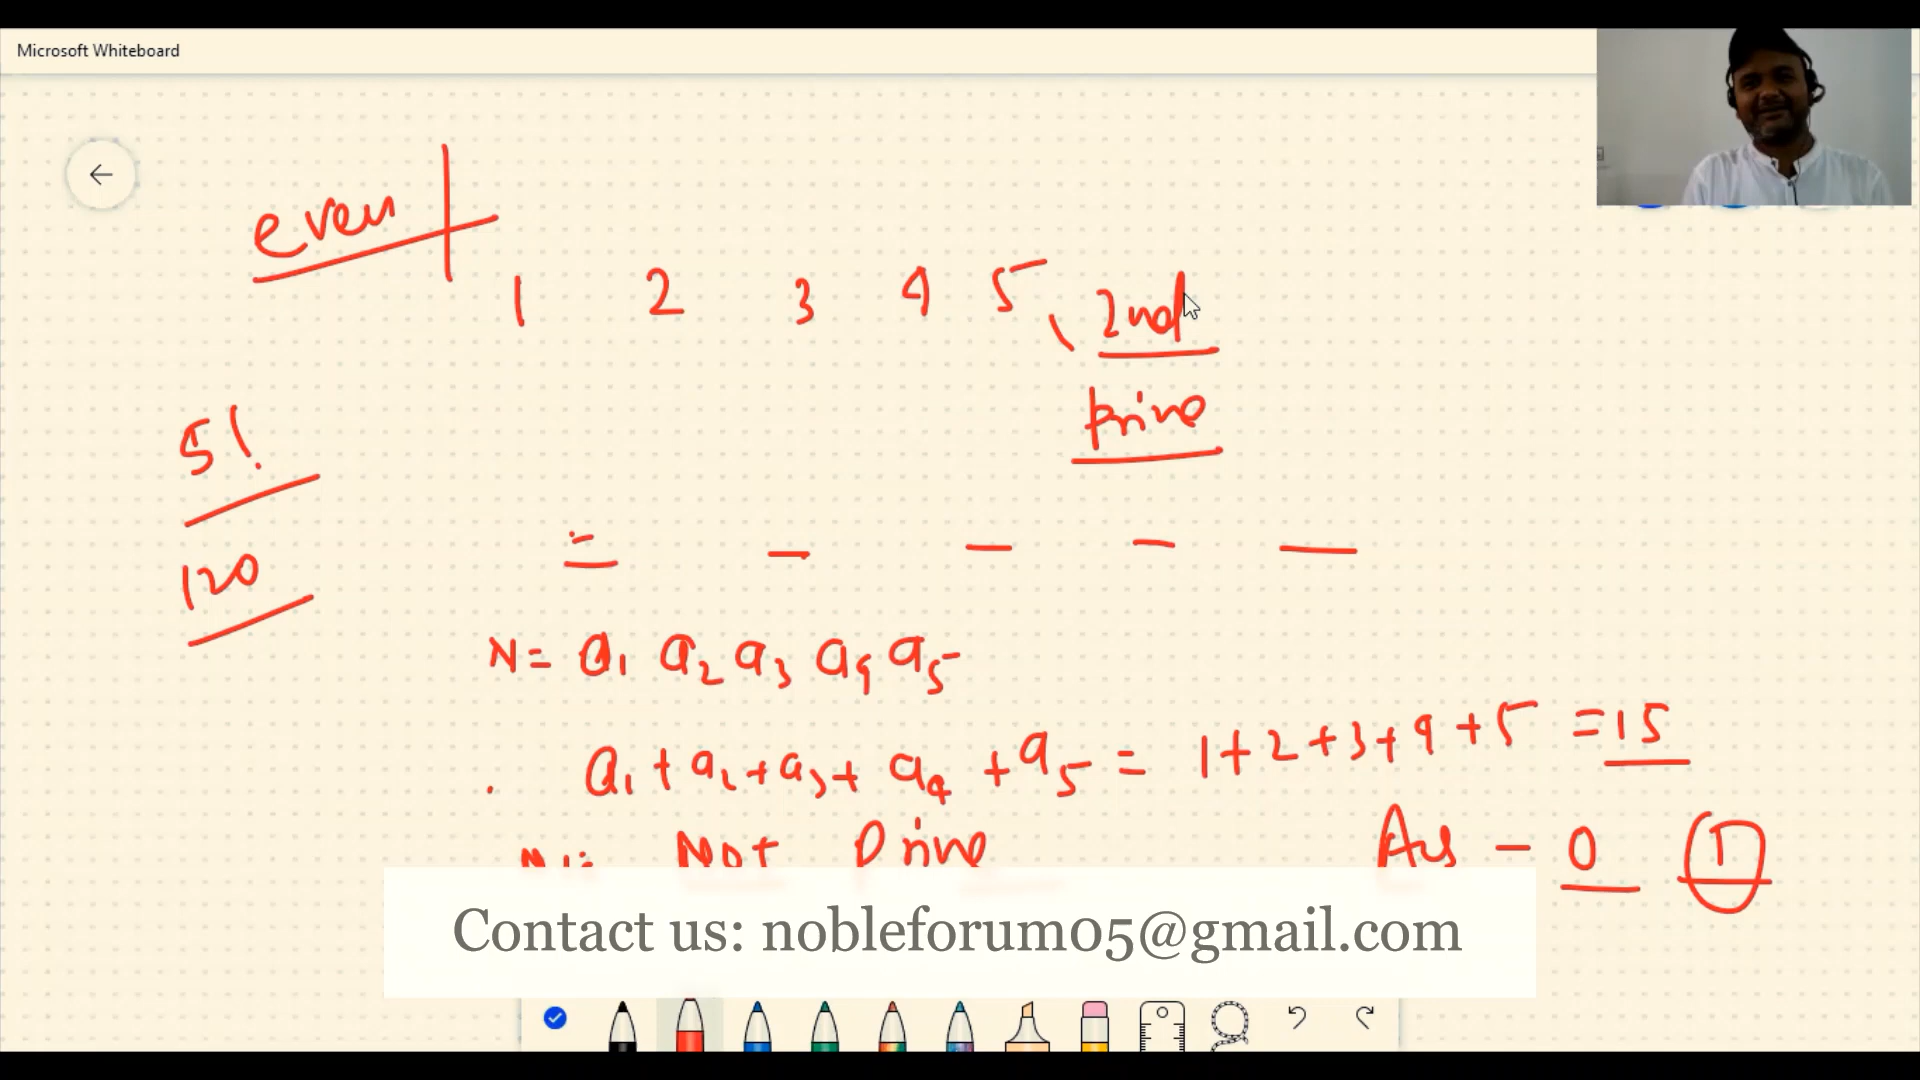 Microsoft Whiteboard
even
1 2 3 4 5, 2nd
prime
5!
120
N = a1 a2 a3 a4 a5
a1 + a2 + a3 + a4 + a5 = 1+2+3+4+5 = 15
Not Prime
Ans - 0 1
Contact us: nobleforum05@gmail.com